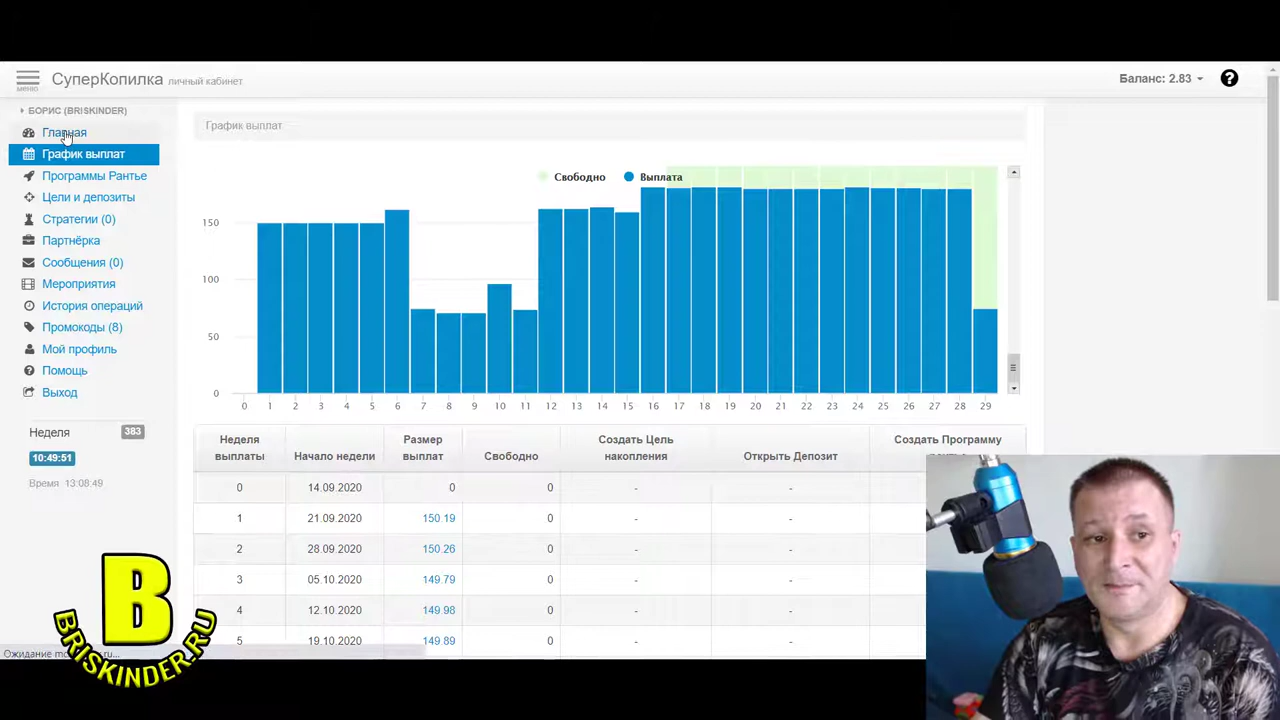 СуперКопилка личный кабинет
Баланс: 2.83
меню
БОРИС (BRISKINDER)
Главная
График выплат
Программы Рантье
Цели и депозиты
Стратегии (0)
Партнёрка
Сообщения (0)
Мероприятия
История операций
Промокоды (8)
Мой профиль
Помощь
Выход
Неделя 383
10:49:51
Время 13:08:49
График выплат
Свободно Выплата
150
100
50
0
0 1 2 3 4 5 6 7 8 9 10 11 12 13 14 15 16 17 18 19 20 21 22 23 24 25 26 27 28 29
Неделя выплаты Начало недели Размер выплат Свободно Создать Цель накопления Открыть Депозит Создать Программу
0 14.09.2020 0 0 - -
1 21.09.2020 150.19 0 - -
2 28.09.2020 150.26 0 - -
3 05.10.2020 149.79 0 - -
4 12.10.2020 149.98 0 - -
5 19.10.2020 149.89 0 - -
Ожидание
B
BRISKINDER.RU